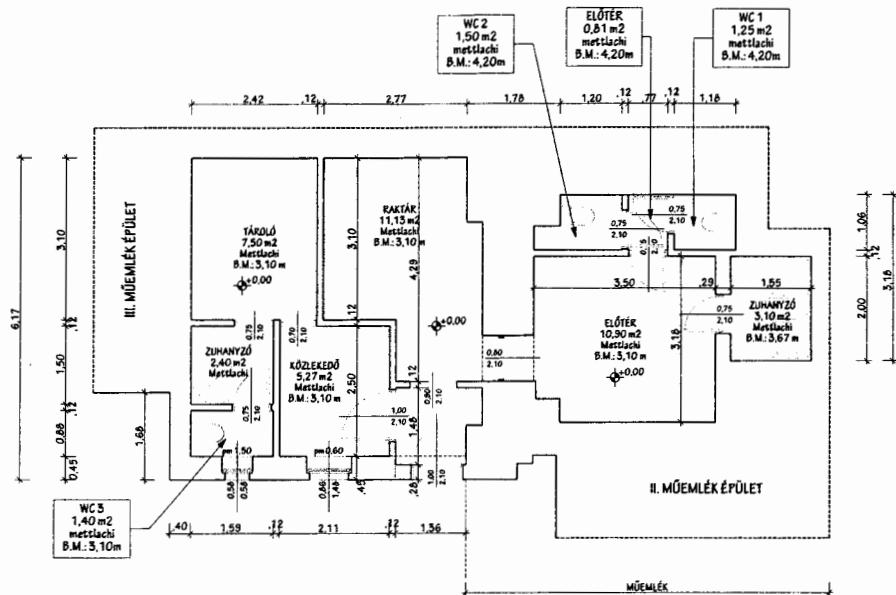 WC 2
1,50 m2
mettlachi
B.M.: 4,20m
ELŐTÉR
0,81 m2
mettlachi
B.M.: 4,20m
WC 1
1,25 m2
mettlachi
B.M.: 4,20m
2,42 ,12 2,77 1,78 1,20 ,12 ,77 ,12 1,18
6,17
3,10 ,12 1,50 ,12 0,88 0,45
1,68
III. MŰEMLÉK ÉPÜLET
TÁROLÓ
7,50 m2
Mettlachi
B.M.: 3,10 m
±0,00
RAKTÁR
11,13 m2
Mettlachi
B.M.: 3,10 m
±0,00
3,10 ,12 2,50 ,45
4,29 ,12 1,48 ,28
0,75 2,10
0,75 2,10
0,75 2,10
3,50 ,29 1,55
1,06 ,12 2,00
3,18
ELŐTÉR
10,90 m2
Mettlachi
B.M.: 3,10 m
±0,00
3,18
0,75 2,10
ZUHANYZÓ
3,10 m2
Mettlachi
B.M.: 3,67 m
0,80 2,10
ZUHANYZÓ
2,40 m2
Mettlachi
0,75 2,10
0,70 2,10
KÖZLEKEDŐ
5,27 m2
Mettlachi
B.M.: 3,10 m
0,75 2,10
1,00 2,10
0,90 2,10
1,00 2,10
pm 1,50
pm 0,60
0,58 0,58
0,86 1,48
II. MŰEMLÉK ÉPÜLET
WC 3
1,40 m2
mettlachi
B.M.: 3,10m
,40 1,59 ,12 2,11 ,12 1,36
MŰEMLÉK